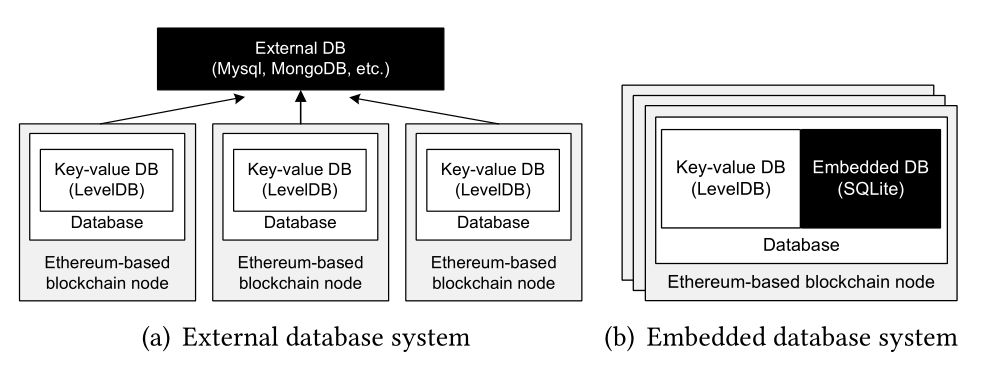 External DB
(Mysql, MongoDB, etc.)
Key-value DB
(LevelDB)
Database
Ethereum-based
blockchain node
Key-value DB
(LevelDB)
Database
Ethereum-based
blockchain node
Key-value DB
(LevelDB)
Database
Ethereum-based
blockchain node
(a) External database system
Key-value DB
(LevelDB)
Embedded DB
(SQLite)
Database
Ethereum-based blockchain node
(b) Embedded database system